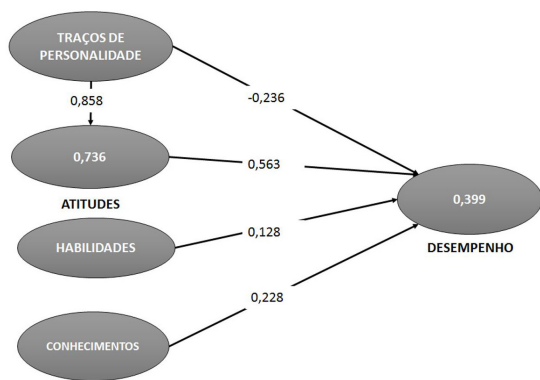 TRAÇOS DE
PERSONALIDADE
-0,236
0,858
0,736
0,563
ATITUDES
0,399
HABILIDADES
0,128
DESEMPENHO
0,228
CONHECIMENTOS